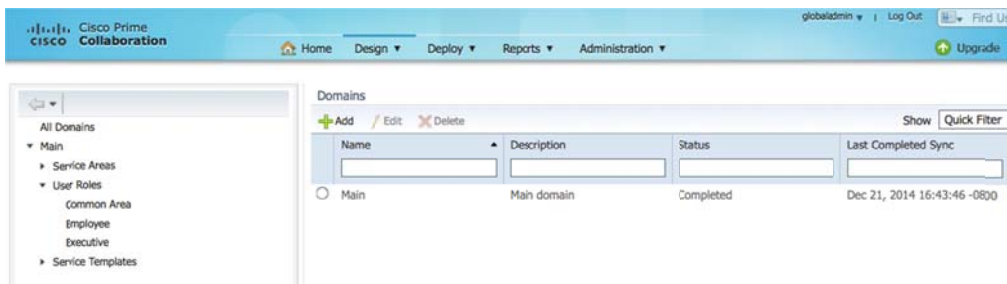 Cisco Prime
CISCO Collaboration
globaladmin | Log Out
Home Design Deploy Reports Administration
Upgrade
All Domains
Main
Service Areas
User Roles
Common Area
Employee
Executive
Service Templates
Domains
Add Edit Delete
Show Quick Filter
Name Description Status Last Completed Sync
Main Main domain Completed Dec 21, 2014 16:43:46 -0800